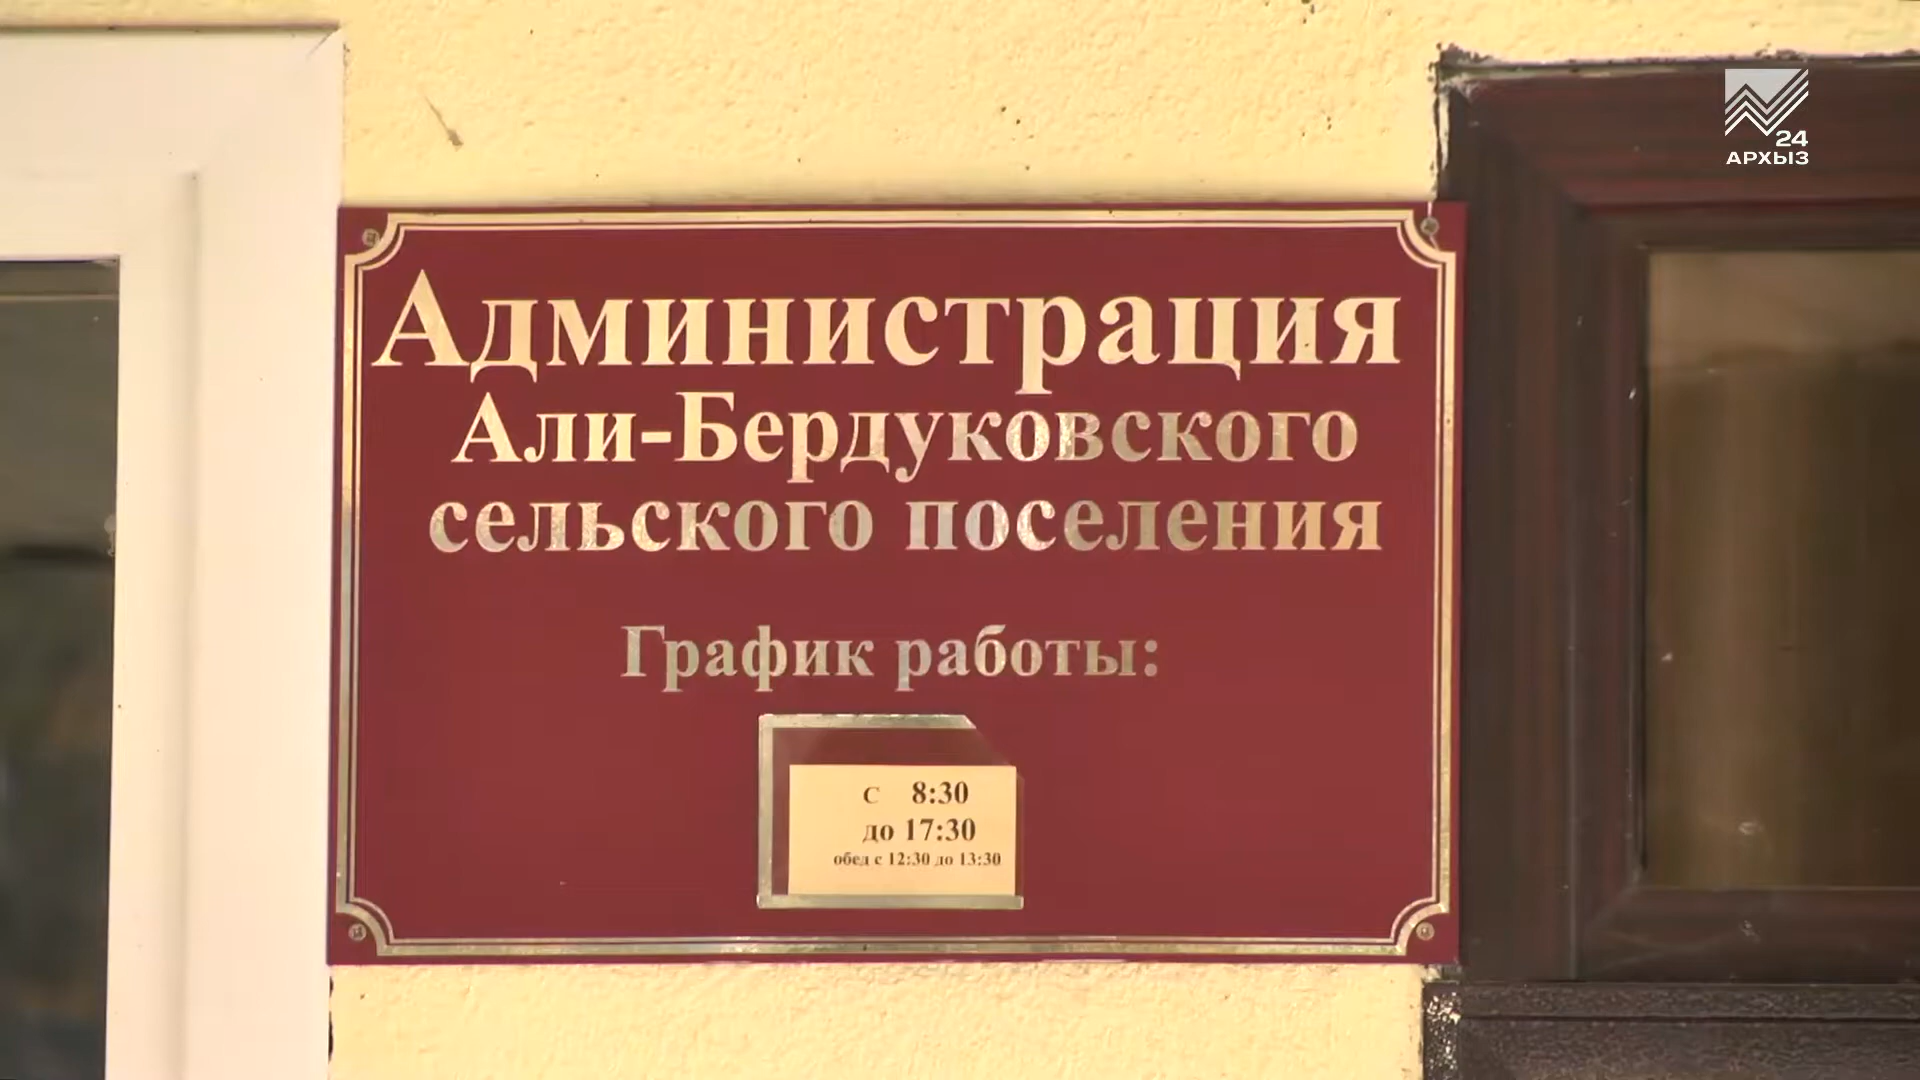 24
АРХЫЗ
Администрация
Али-Бердуковского
сельского поселения
График работы:
с 8:30
до 17:30
обед с 12:30 до 13:30